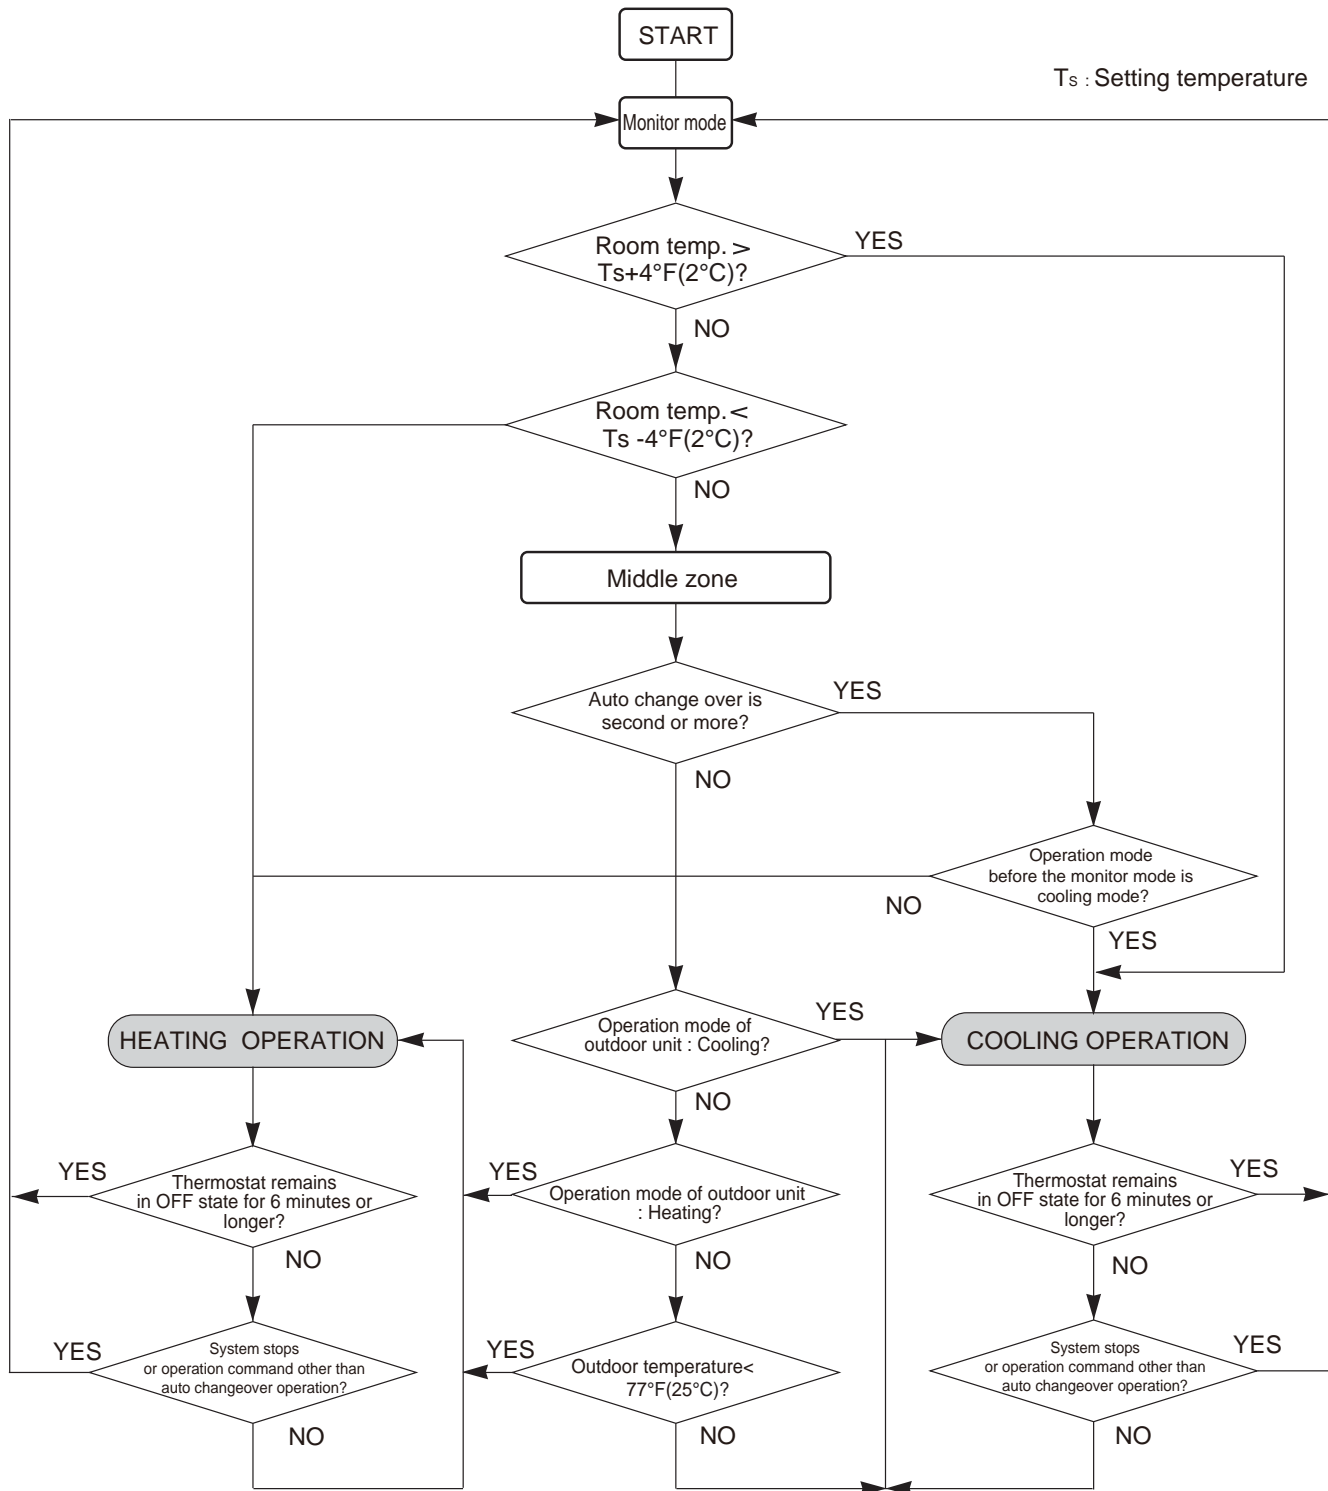 START
Ts : Setting temperature
Monitor mode
Room temp. >
Ts+4°F(2°C)?
YES
NO
Room temp. <
Ts -4°F(2°C)?
NO
Middle zone
Auto change over is
second or more?
YES
NO
Operation mode
before the monitor mode is
cooling mode?
NO
YES
HEATING OPERATION
Operation mode of
outdoor unit : Cooling?
YES
NO
COOLING OPERATION
YES
Thermostat remains
in OFF state for 6 minutes or
longer?
NO
YES
Operation mode of outdoor unit
: Heating?
NO
Thermostat remains
in OFF state for 6 minutes or
longer?
YES
NO
YES
System stops
or operation command other than
auto changeover operation?
NO
YES
Outdoor temperature<
77°F(25°C)?
NO
System stops
or operation command other than
auto changeover operation?
YES
NO